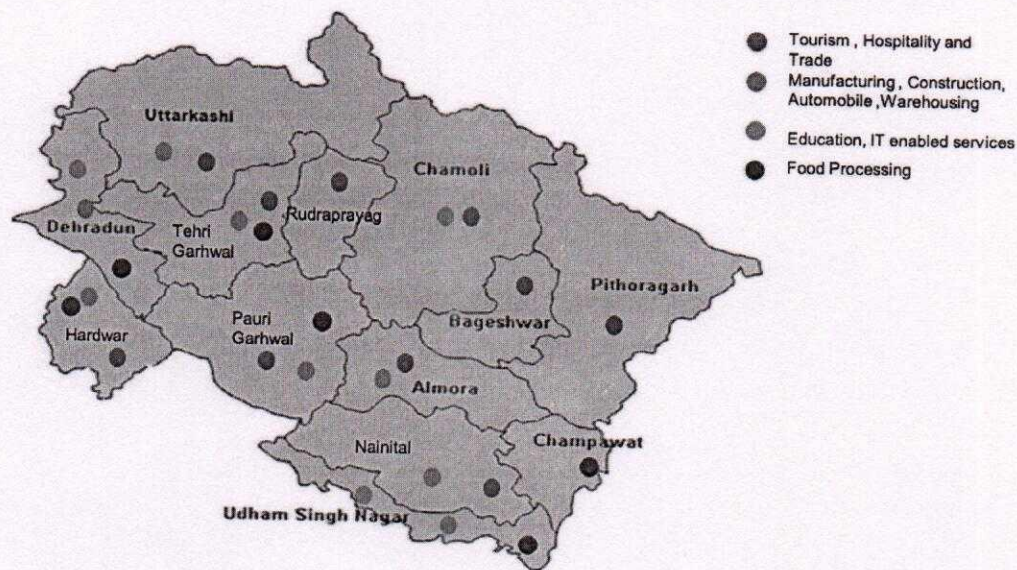 Tourism , Hospitality and
Trade
Manufacturing , Construction,
Automobile ,Warehousing
Education, IT enabled services
Food Processing
Uttarkashi
Chamoli
Rudraprayag
Dehradun
Tehri
Garhwal
Pithoragarh
Hardwar
Pauri
Garhwal
Bageshwar
Almora
Nainital
Champawat
Udham Singh Nagar